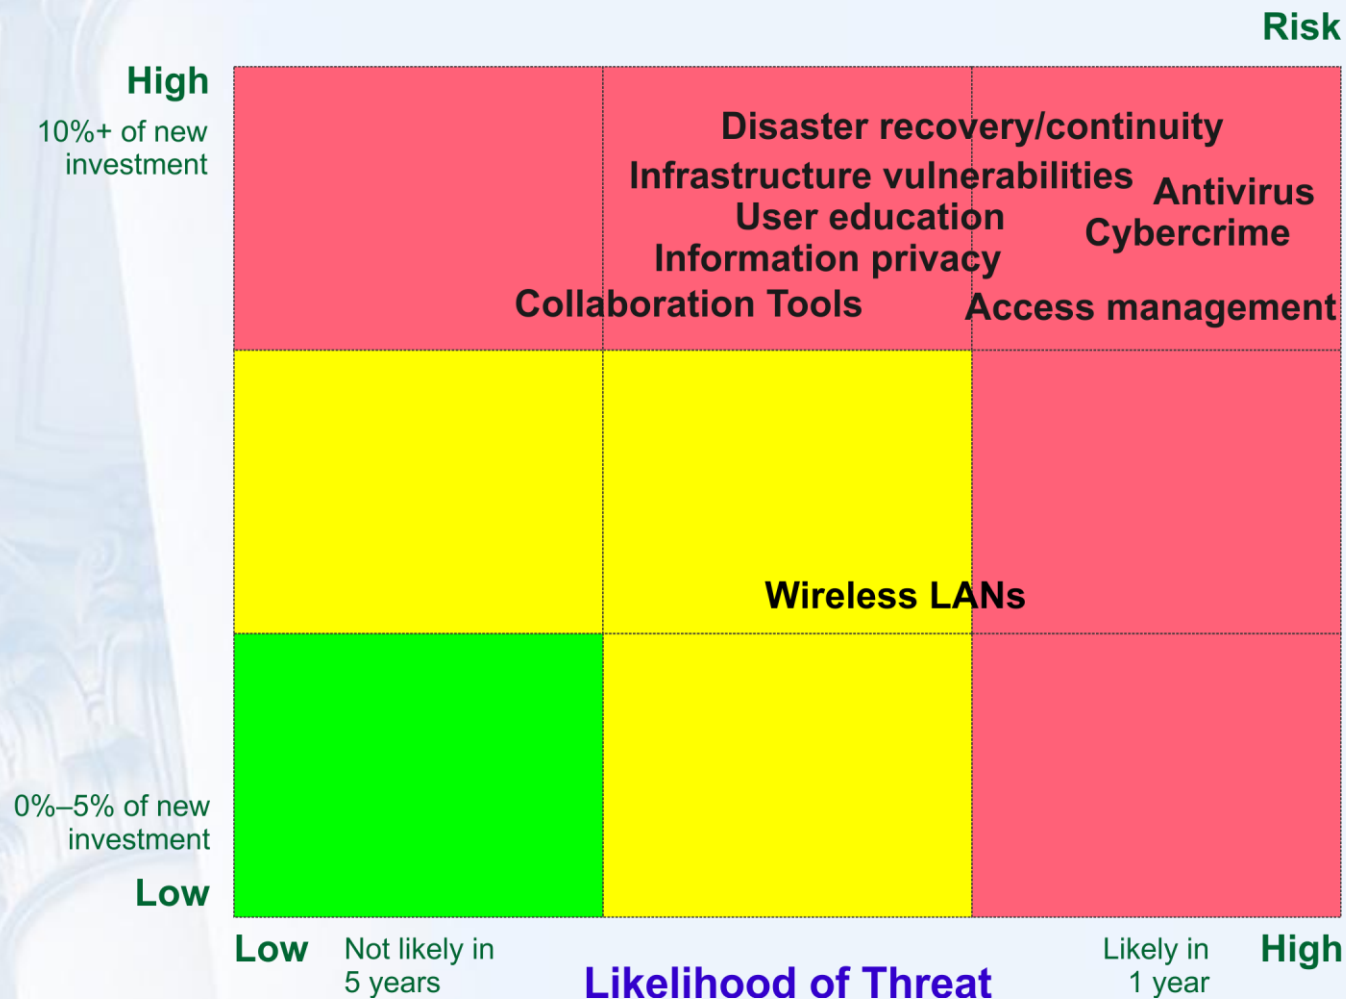 Risk
High
10%+ of new
investment
Disaster recovery/continuity
Infrastructure vulnerabilities
Antivirus
User education
Cybercrime
Information privacy
Collaboration Tools
Access management
Wireless LANs
0%–5% of new
investment
Low
Low
Not likely in
5 years
Likelihood of Threat
Likely in
1 year
High